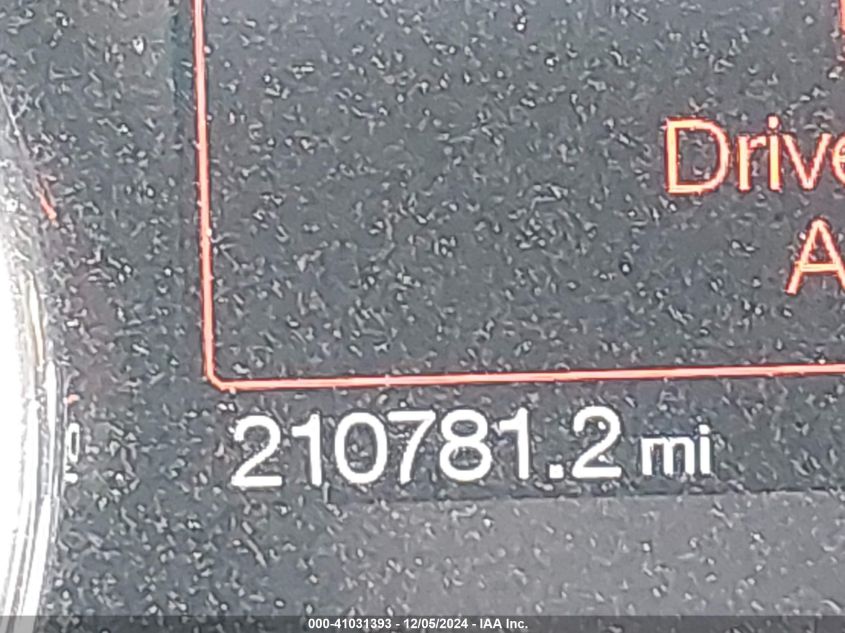 Drive
A
210781.2 mi
000-41031393 - 12/05/2024 - IAA Inc.